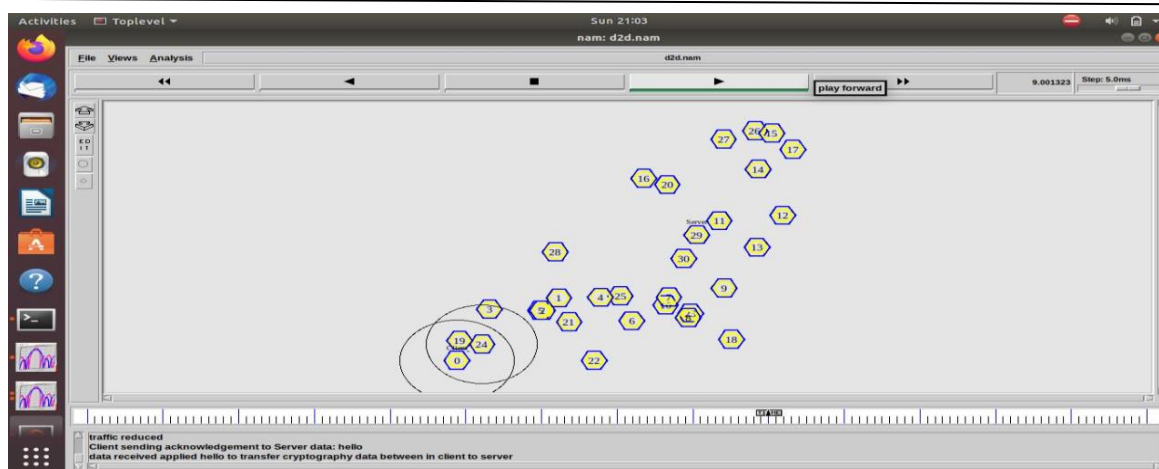 Activities Toplevel Sun 21:03
nam: d2d.nam
File Views Analysis d2d.nam
9.001323 Step: 5.0ms
play forward
E D
I T
26 15
27
17
14
16 20
12
Server 11
29
13
28
30
9
1 4 25 7
3
21 6
18
19 24
0 22
traffic reduced
Client sending acknowledgement to Server data: hello
data received applied hello to transfer cryptography data between in client to server